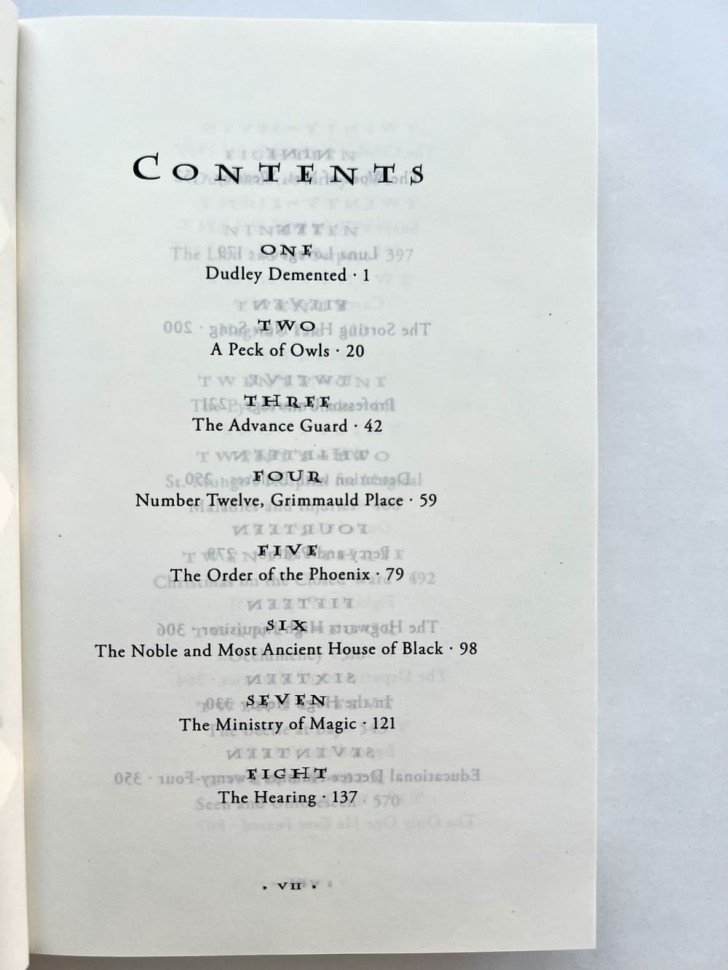 CONTENTS
ONE
Dudley Demented · 1
TWO
A Peck of Owls · 20
THREE
The Advance Guard · 42
FOUR
Number Twelve, Grimmauld Place · 59
FIVE
The Order of the Phoenix · 79
SIX
The Noble and Most Ancient House of Black · 98
SEVEN
The Ministry of Magic · 121
EIGHT
The Hearing · 137
· VII ·